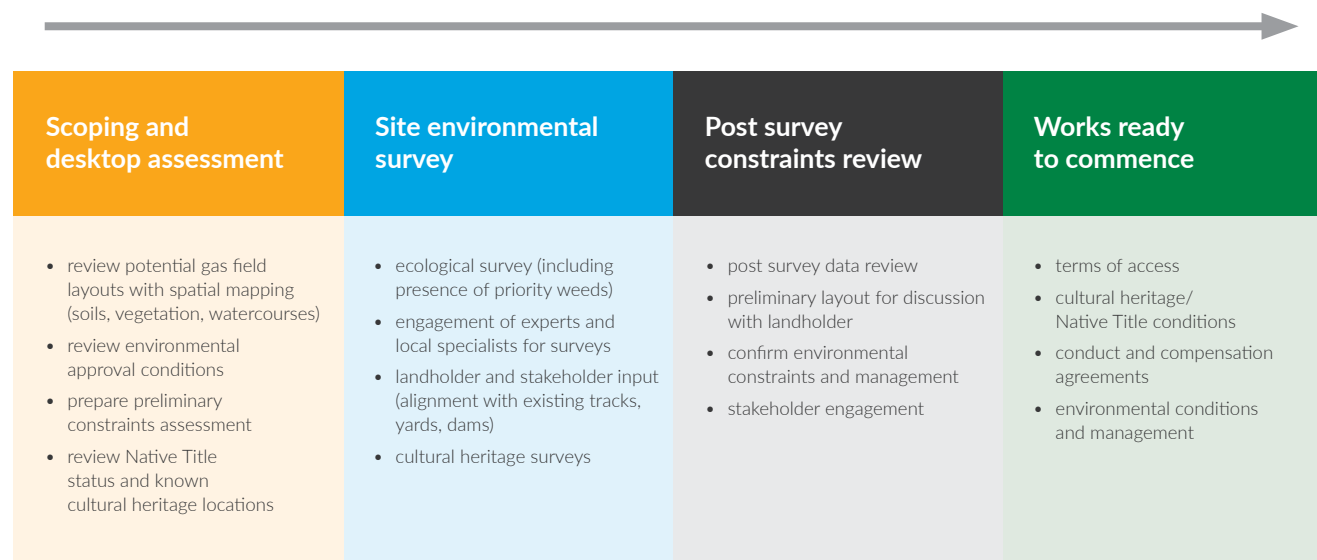 Scoping and
desktop assessment
• review potential gas field
layouts with spatial mapping
(soils, vegetation, watercourses)
• review environmental
approval conditions
• prepare preliminary
constraints assessment
• review Native Title
status and known
cultural heritage locations
Site environmental
survey
• ecological survey (including
presence of priority weeds)
• engagement of experts and
local specialists for surveys
• landholder and stakeholder input
(alignment with existing tracks,
yards, dams)
• cultural heritage surveys
Post survey
constraints review
• post survey data review
• preliminary layout for discussion
with landholder
• confirm environmental
constraints and management
• stakeholder engagement
Works ready
to commence
• terms of access
• cultural heritage/
Native Title conditions
• conduct and compensation
agreements
• environmental conditions
and management